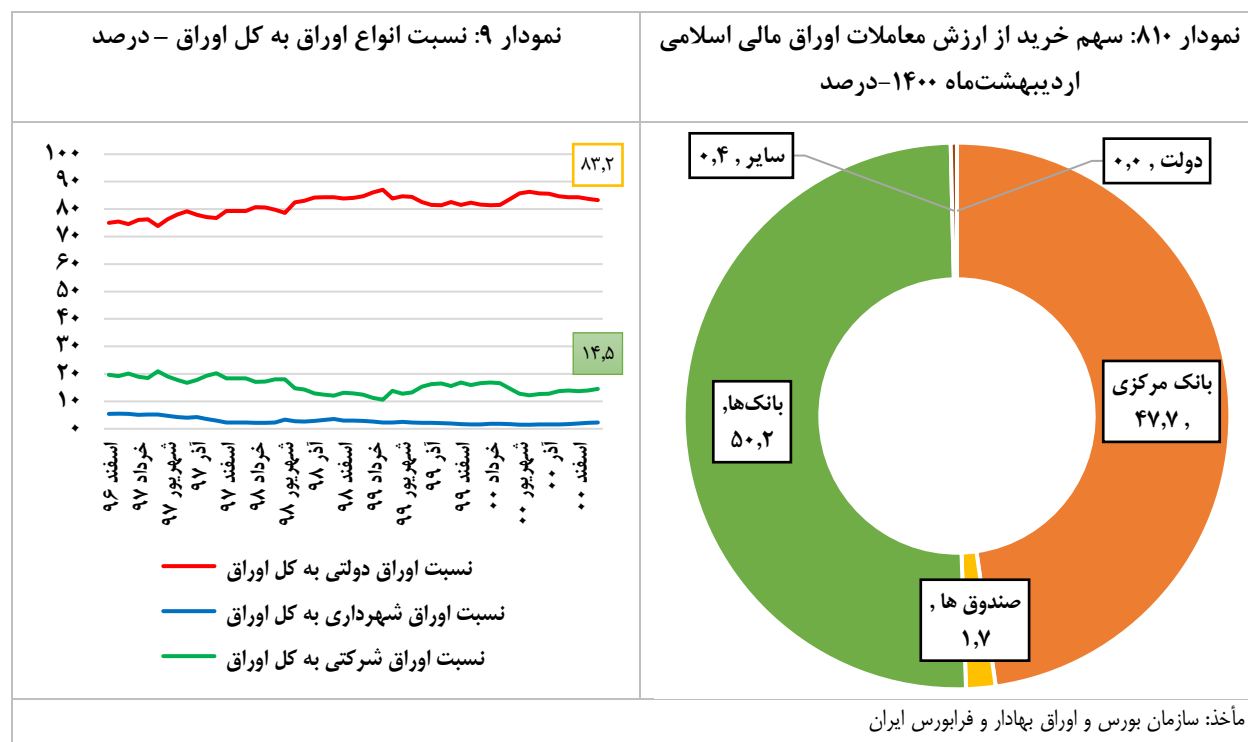 نمودار ۸۱۰: سهم خرید از ارزش معاملات اوراق مالی اسلامی
اردیبهشت‌ماه ۱۴۰۰-درصد
نمودار ۹: نسبت انواع اوراق به کل اوراق – درصد
دولت , ۰,۰
سایر , ۰,۴
بانک مرکزی
, ۴۷,۷
بانک‌ها,
۵۰,۲
صندوق ها ,
۱,۷
۱۰۰
۹۰
۸۰
۷۰
۶۰
۵۰
۴۰
۳۰
۲۰
۱۰
۰
۸۳,۲
۱۴,۵
اسفند ۹۶
خرداد ۹۷
شهریور ۹۷
آذر ۹۷
اسفند ۹۷
خرداد ۹۸
شهریور ۹۸
آذر ۹۸
اسفند ۹۸
خرداد ۹۹
شهریور ۹۹
آذر ۹۹
اسفند ۹۹
خرداد ۰۰
شهریور ۰۰
آذر ۰۰
اسفند ۰۰
نسبت اوراق دولتی به کل اوراق
نسبت اوراق شهرداری به کل اوراق
نسبت اوراق شرکتی به کل اوراق
مأخذ: سازمان بورس و اوراق بهادار و فرابورس ایران